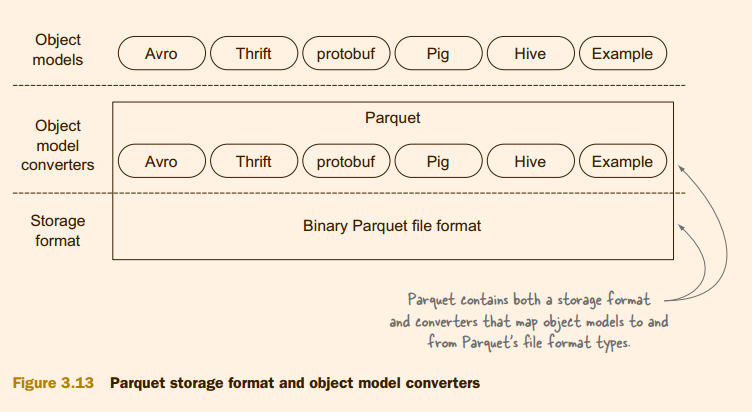 Object
models
Avro Thrift protobuf Pig Hive Example
Object
model
converters
Parquet
Avro Thrift protobuf Pig Hive Example
Storage
format
Binary Parquet file format
Parquet contains both a storage format
and converters that map object models to and
from Parquet's file format types.
Figure 3.13 Parquet storage format and object model converters